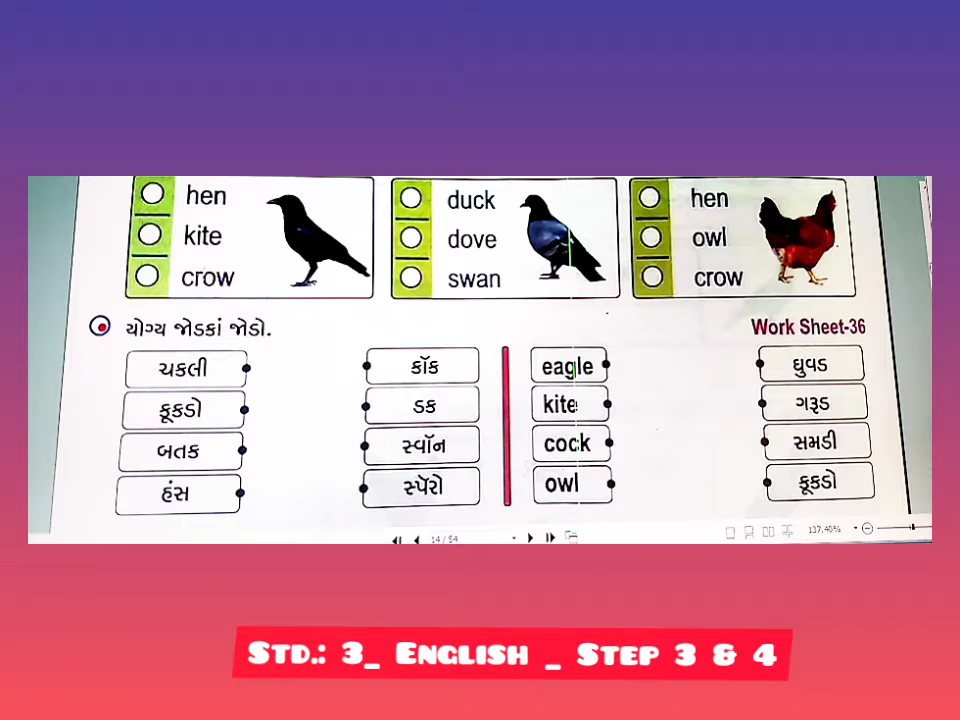 hen
kite
crow
duck
dove
swan
hen
owl
crow
યોગ્ય જોડકાં જોડો.
Work Sheet-36
ચકલી
કૂકડો
બતક
હંસ
કૉક
ડક
સ્વૉન
સ્પૅરો
eagle
kite
cock
owl
ઘુવડ
ગરૂડ
સમડી
કૂકડો
14 / 54
137.40%
STD.: 3_ ENGLISH _ STEP 3 & 4